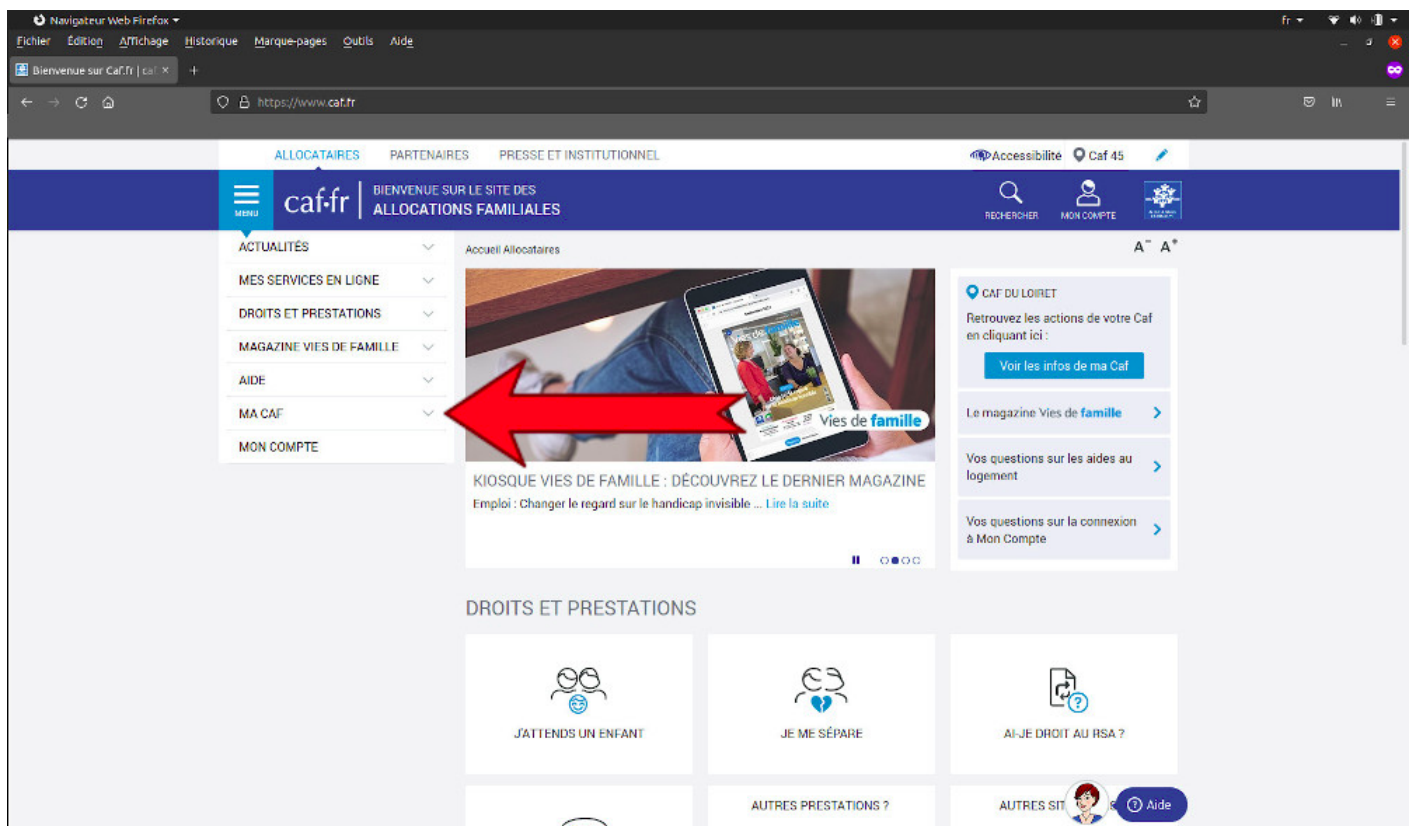 Navigateur Web Firefox
fr
Fichier Édition Affichage Historique Marque-pages Outils Aide
Bienvenue sur Caf.fr | caf
https://www.caf.fr
ALLOCATAIRES PARTENAIRES PRESSE ET INSTITUTIONNEL Accessibilité Caf 45
MENU
caf.fr
BIENVENUE SUR LE SITE DES
ALLOCATIONS FAMILIALES
RECHERCHER MON COMPTE
ACTUALITÉS
MES SERVICES EN LIGNE
DROITS ET PRESTATIONS
MAGAZINE VIES DE FAMILLE
AIDE
MA CAF
MON COMPTE
Accueil Allocataires
A- A+
Vies de famille
KIOSQUE VIES DE FAMILLE : DÉCOUVREZ LE DERNIER MAGAZINE
Emploi : Changer le regard sur le handicap invisible ... Lire la suite
CAF DU LOIRET
Retrouvez les actions de votre Caf
en cliquant ici :
Voir les infos de ma Caf
Le magazine Vies de famille
Vos questions sur les aides au
logement
Vos questions sur la connexion
à Mon Compte
DROITS ET PRESTATIONS
J'ATTENDS UN ENFANT
JE ME SÉPARE
AI-JE DROIT AU RSA ?
AUTRES PRESTATIONS ?
AUTRES SIT
Aide